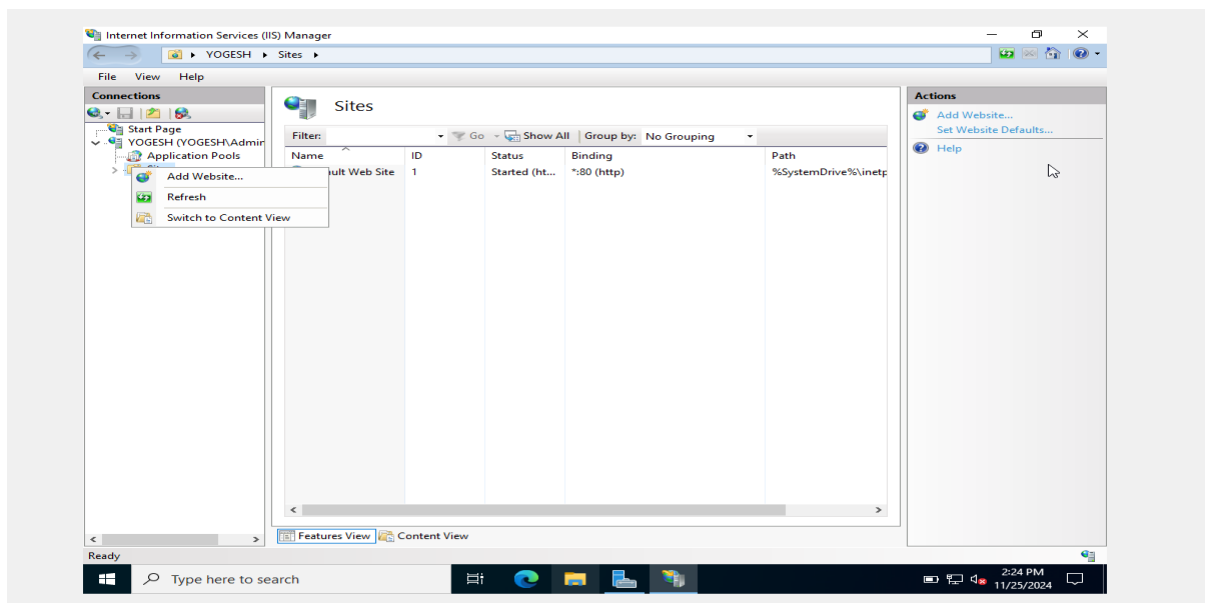 Internet Information Services (IIS) Manager
YOGESH Sites
File View Help
Connections
Start Page
YOGESH (YOGESH\Admin
Application Pools
Add Website...
Refresh
Switch to Content View
Sites
Filter: Go Show All Group by: No Grouping
Name ID Status Binding Path
ult Web Site 1 Started (ht... *:80 (http) %SystemDrive%\inetp
Features View Content View
Actions
Add Website...
Set Website Defaults...
Help
Ready
Type here to search
2:24 PM
11/25/2024